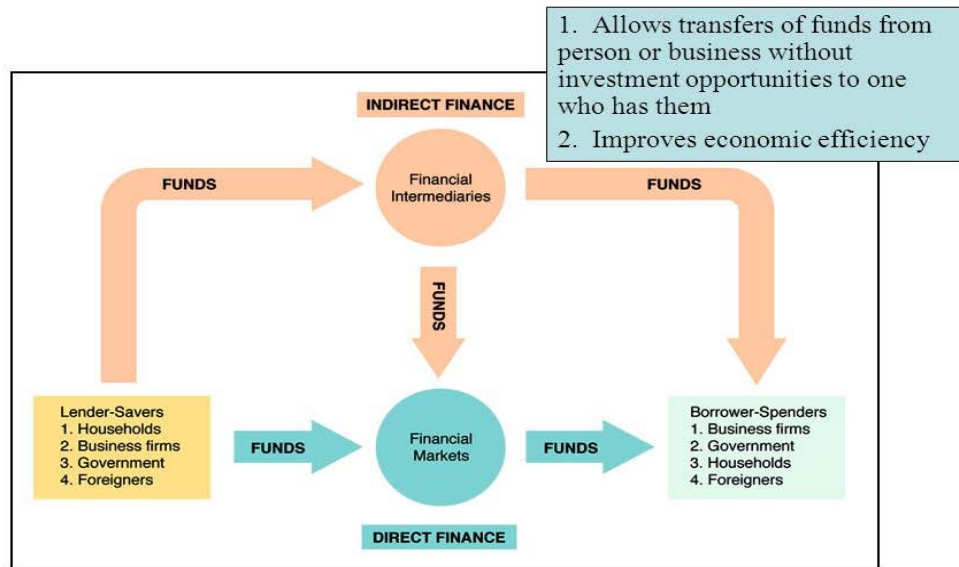 1. Allows transfers of funds from
person or business without
investment opportunities to one
who has them
2. Improves economic efficiency
INDIRECT FINANCE
FUNDS
Financial
Intermediaries
FUNDS
FUNDS
Lender-Savers
1. Households
2. Business firms
3. Government
4. Foreigners
FUNDS
Financial
Markets
FUNDS
Borrower-Spenders
1. Business firms
2. Government
3. Households
4. Foreigners
DIRECT FINANCE